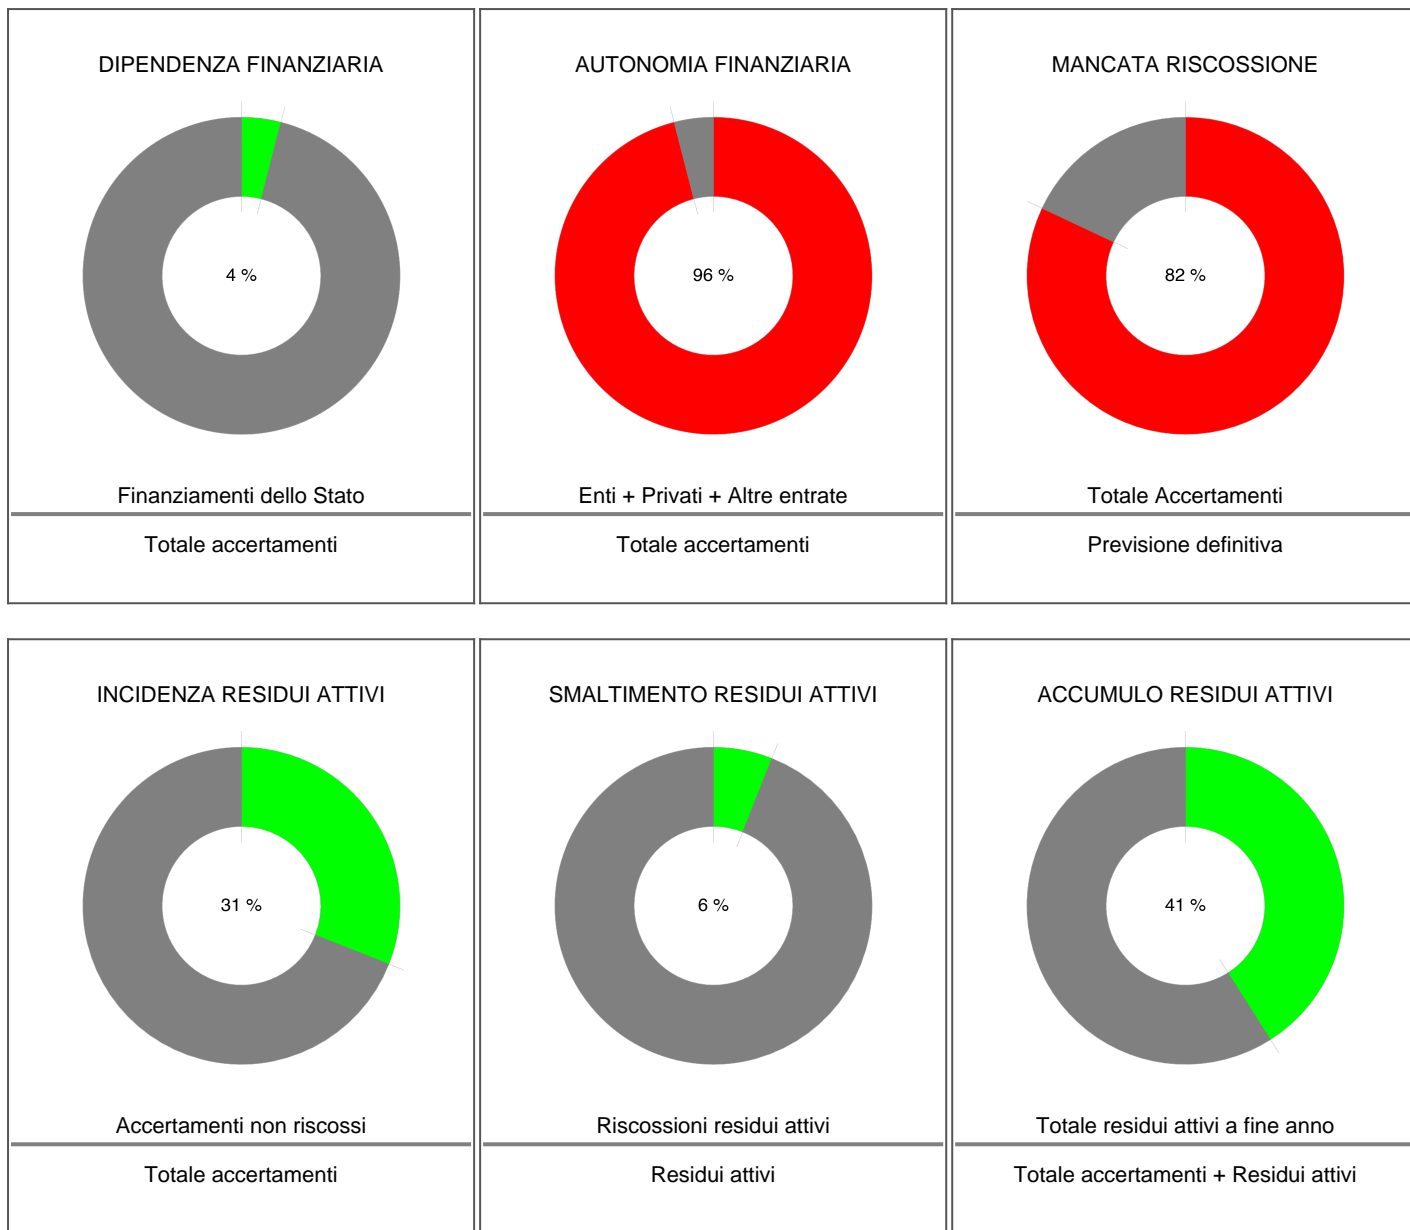 DIPENDENZA FINANZIARIA
4 %
Finanziamenti dello Stato
Totale accertamenti
AUTONOMIA FINANZIARIA
96 %
Enti + Privati + Altre entrate
Totale accertamenti
MANCATA RISCOSSIONE
82 %
Totale Accertamenti
Previsione definitiva
INCIDENZA RESIDUI ATTIVI
31 %
Accertamenti non riscossi
Totale accertamenti
SMALTIMENTO RESIDUI ATTIVI
6 %
Riscossioni residui attivi
Residui attivi
ACCUMULO RESIDUI ATTIVI
41 %
Totale residui attivi a fine anno
Totale accertamenti + Residui attivi